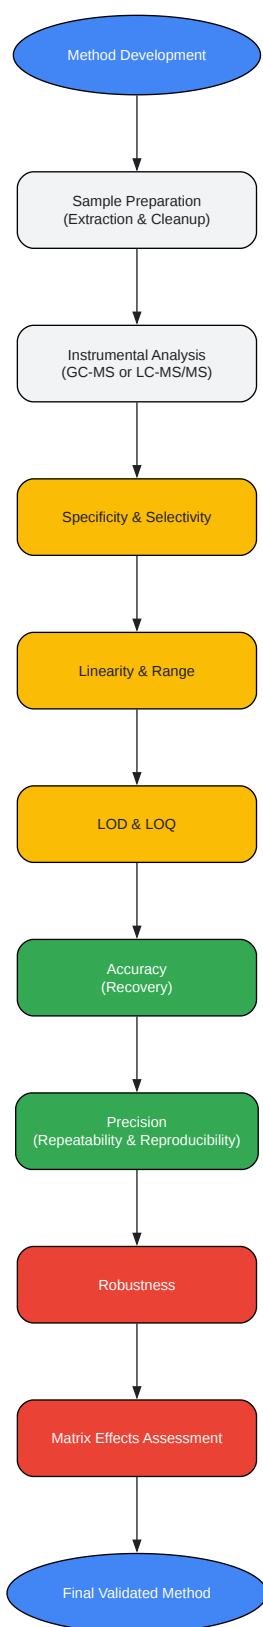 Method Development
Sample Preparation
(Extraction & Cleanup)
Instrumental Analysis
(GC-MS or LC-MS/MS)
Specificity & Selectivity
Linearity & Range
LOD & LOQ
Accuracy
(Recovery)
Precision
(Repeatability & Reproducibility)
Robustness
Matrix Effects Assessment
Final Validated Method